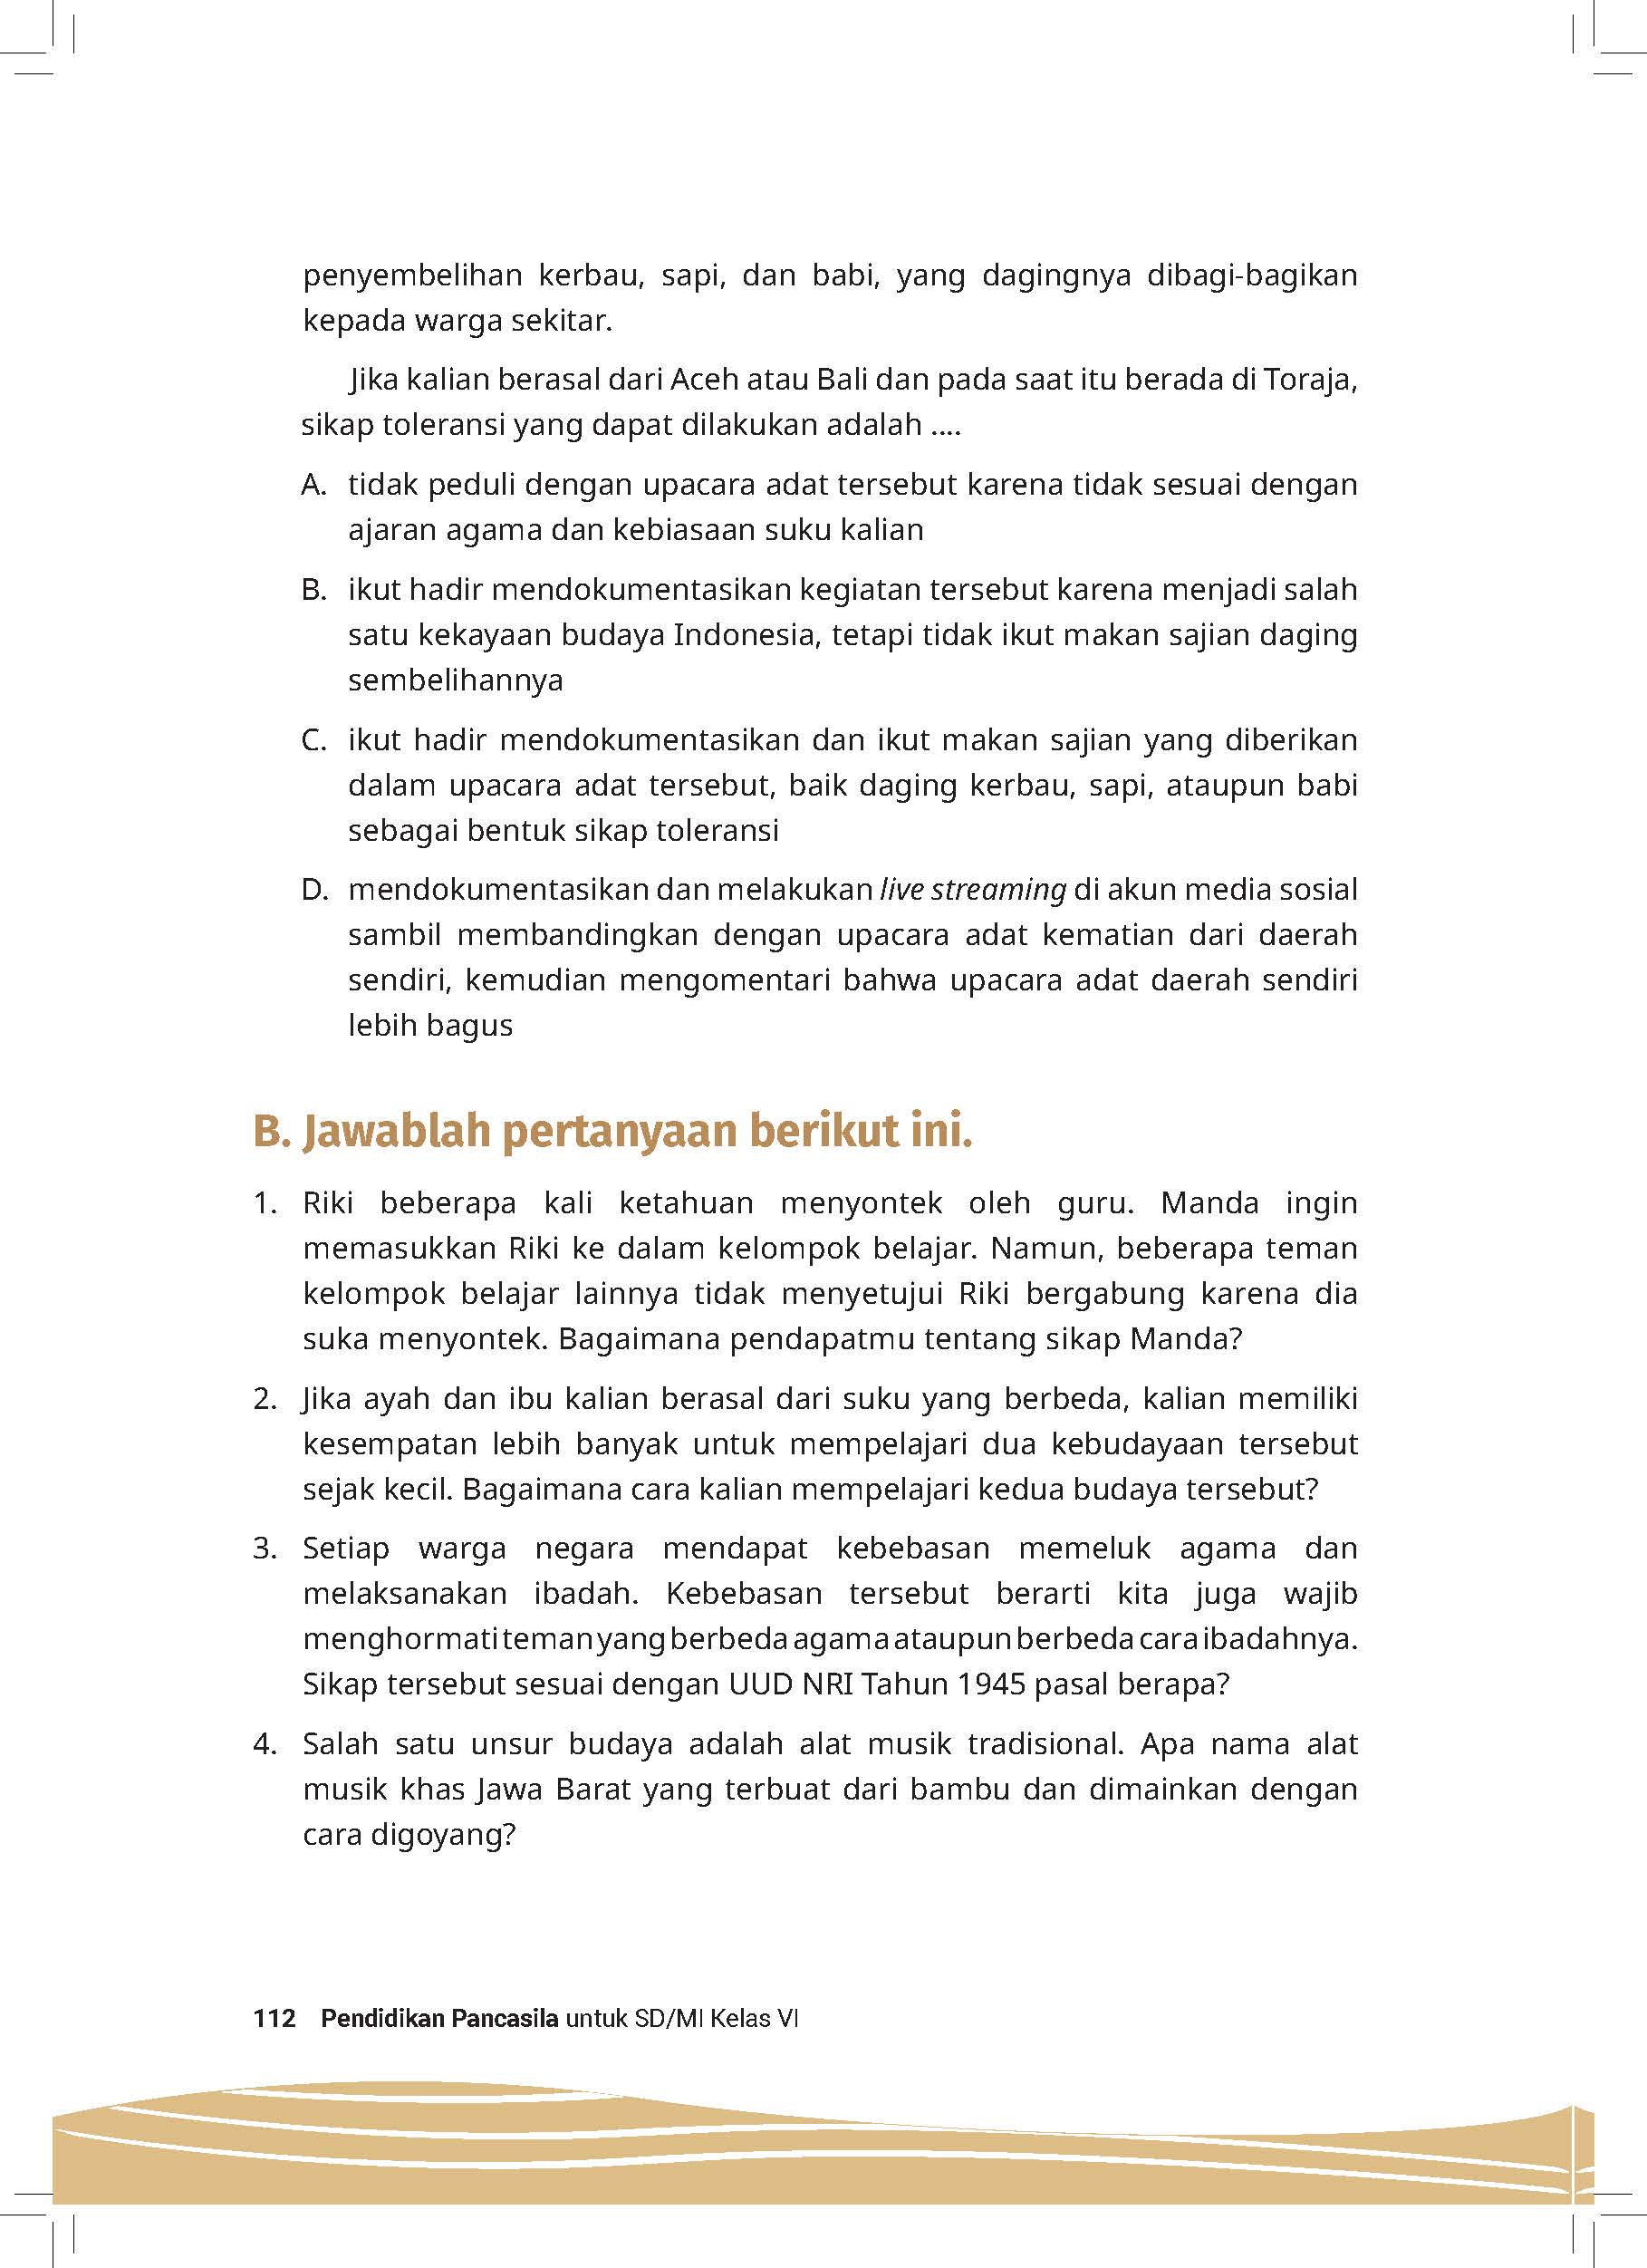 penyembelihan kerbau, sapi, dan babi, yang dagingnya dibagi-bagikan
kepada warga sekitar.
Jika kalian berasal dari Aceh atau Bali dan pada saat itu berada di Toraja,
sikap toleransi yang dapat dilakukan adalah ....
A. tidak peduli dengan upacara adat tersebut karena tidak sesuai dengan
ajaran agama dan kebiasaan suku kalian
B. ikut hadir mendokumentasikan kegiatan tersebut karena menjadi salah
satu kekayaan budaya Indonesia, tetapi tidak ikut makan sajian daging
sembelihannya
C. ikut hadir mendokumentasikan dan ikut makan sajian yang diberikan
dalam upacara adat tersebut, baik daging kerbau, sapi, ataupun babi
sebagai bentuk sikap toleransi
D. mendokumentasikan dan melakukan live streaming di akun media sosial
sambil membandingkan dengan upacara adat kematian dari daerah
sendiri, kemudian mengomentari bahwa upacara adat daerah sendiri
lebih bagus
B. Jawablah pertanyaan berikut ini.
1. Riki beberapa kali ketahuan menyontek oleh guru. Manda ingin
memasukkan Riki ke dalam kelompok belajar. Namun, beberapa teman
kelompok belajar lainnya tidak menyetujui Riki bergabung karena dia
suka menyontek. Bagaimana pendapatmu tentang sikap Manda?
2. Jika ayah dan ibu kalian berasal dari suku yang berbeda, kalian memiliki
kesempatan lebih banyak untuk mempelajari dua kebudayaan tersebut
sejak kecil. Bagaimana cara kalian mempelajari kedua budaya tersebut?
3. Setiap warga negara mendapat kebebasan memeluk agama dan
melaksanakan ibadah. Kebebasan tersebut berarti kita juga wajib
menghormati teman yang berbeda agama ataupun berbeda cara ibadahnya.
Sikap tersebut sesuai dengan UUD NRI Tahun 1945 pasal berapa?
4. Salah satu unsur budaya adalah alat musik tradisional. Apa nama alat
musik khas Jawa Barat yang terbuat dari bambu dan dimainkan dengan
cara digoyang?
112 Pendidikan Pancasila untuk SD/MI Kelas VI